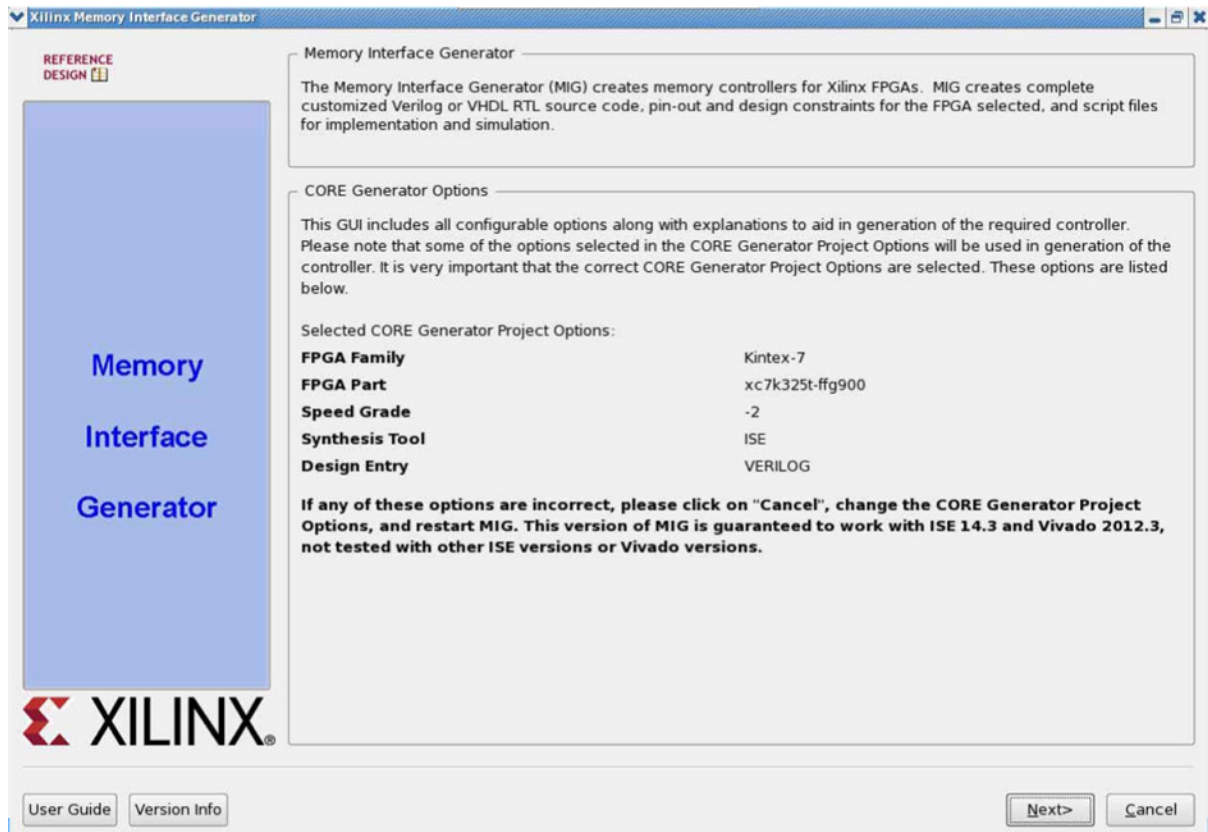 Xilinx Memory Interface Generator
REFERENCE
DESIGN
Memory
Interface
Generator
XILINX®
Memory Interface Generator
The Memory Interface Generator (MIG) creates memory controllers for Xilinx FPGAs. MIG creates complete
customized Verilog or VHDL RTL source code, pin-out and design constraints for the FPGA selected, and script files
for implementation and simulation.
CORE Generator Options
This GUI includes all configurable options along with explanations to aid in generation of the required controller.
Please note that some of the options selected in the CORE Generator Project Options will be used in generation of the
controller. It is very important that the correct CORE Generator Project Options are selected. These options are listed
below.
Selected CORE Generator Project Options:
FPGA Family Kintex-7
FPGA Part xc7k325t-ffg900
Speed Grade -2
Synthesis Tool ISE
Design Entry VERILOG
If any of these options are incorrect, please click on "Cancel", change the CORE Generator Project
Options, and restart MIG. This version of MIG is guaranteed to work with ISE 14.3 and Vivado 2012.3,
not tested with other ISE versions or Vivado versions.
User Guide Version Info Next> Cancel